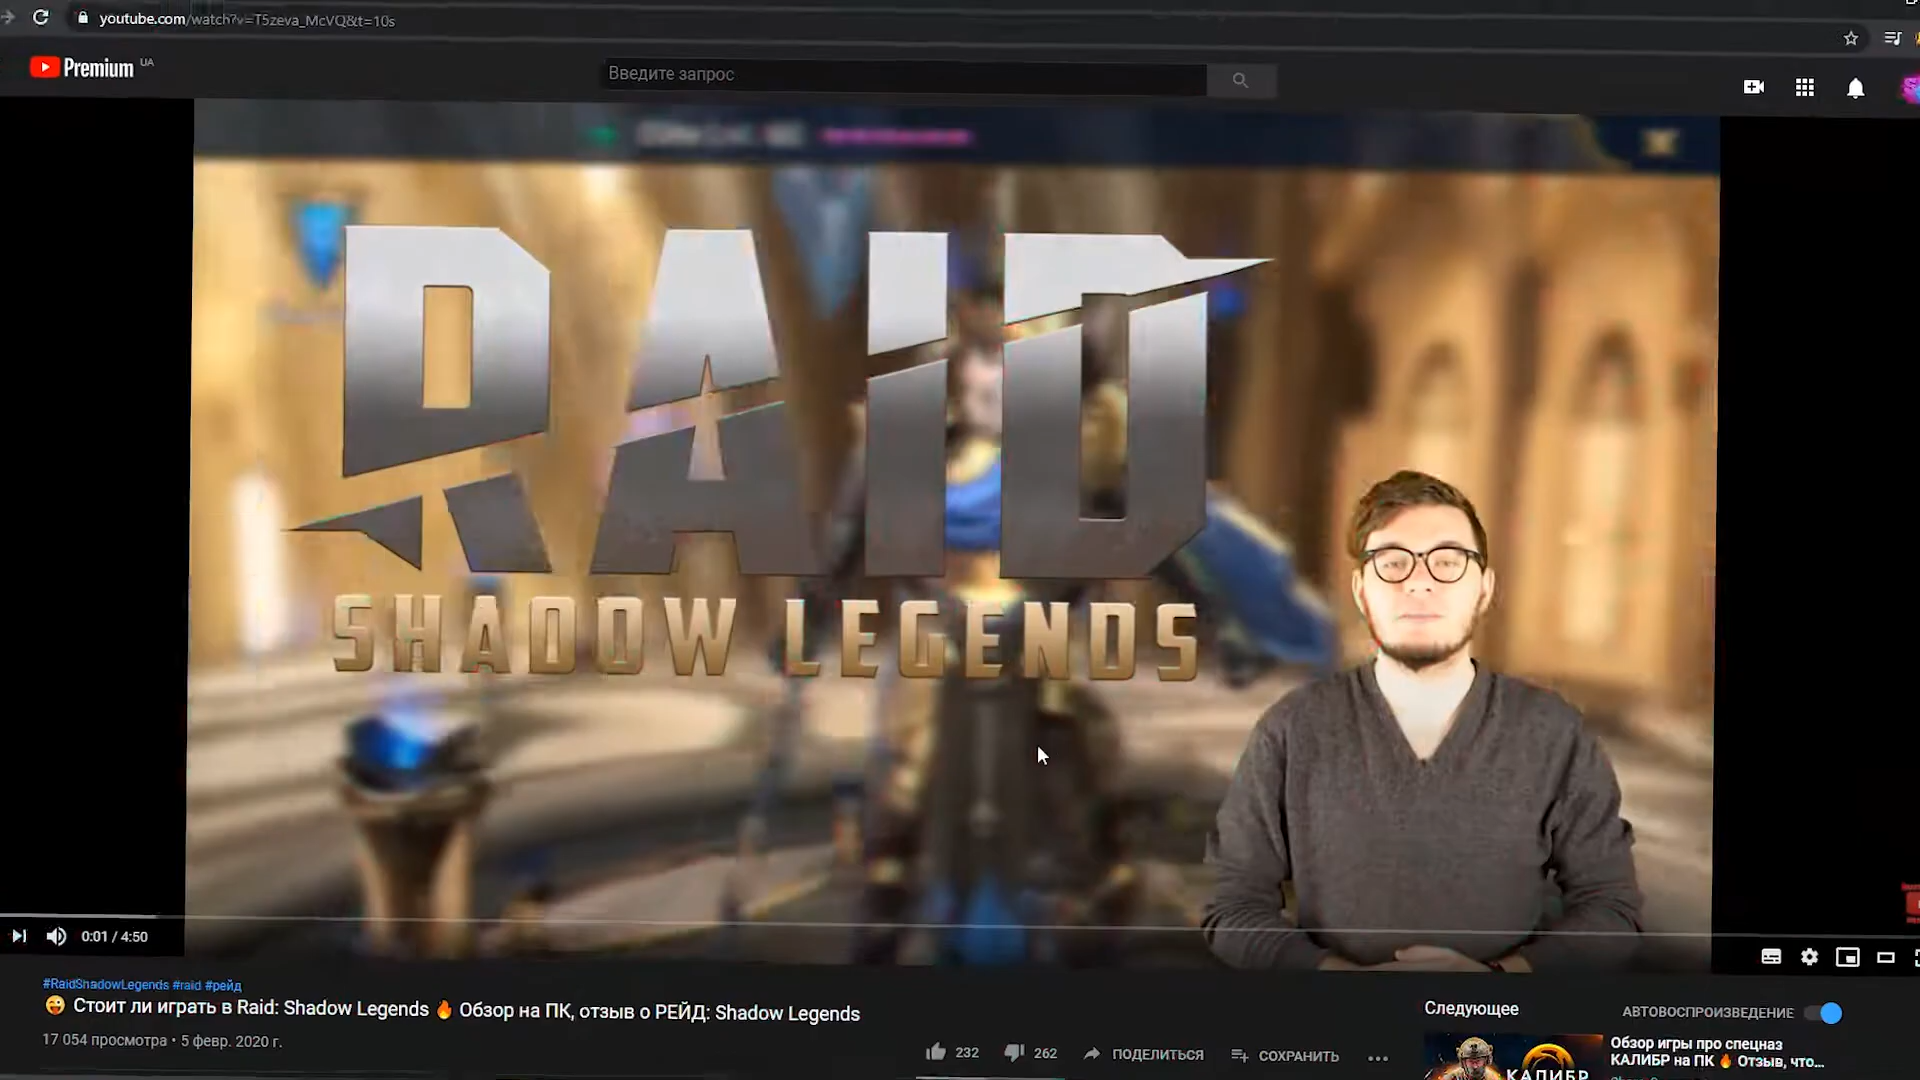 youtube.com/watch?v=T5zeva_McVQ&t=10s
Premium UA
Введите запрос
RAID
SHADOW LEGENDS
0:01 / 4:50
#RaidShadowLegends #raid #рейд
Стоит ли играть в Raid: Shadow Legends 🔥 Обзор на ПК, отзыв о РЕЙД: Shadow Legends
17 054 просмотра • 5 февр. 2020 г.
232
262
ПОДЕЛИТЬСЯ
СОХРАНИТЬ
Следующее
АВТОВОСПРОИЗВЕДЕНИЕ
Обзор игры про спецназ
КАЛИБР на ПК 🔥 Отзыв, что...
КАЛИБР